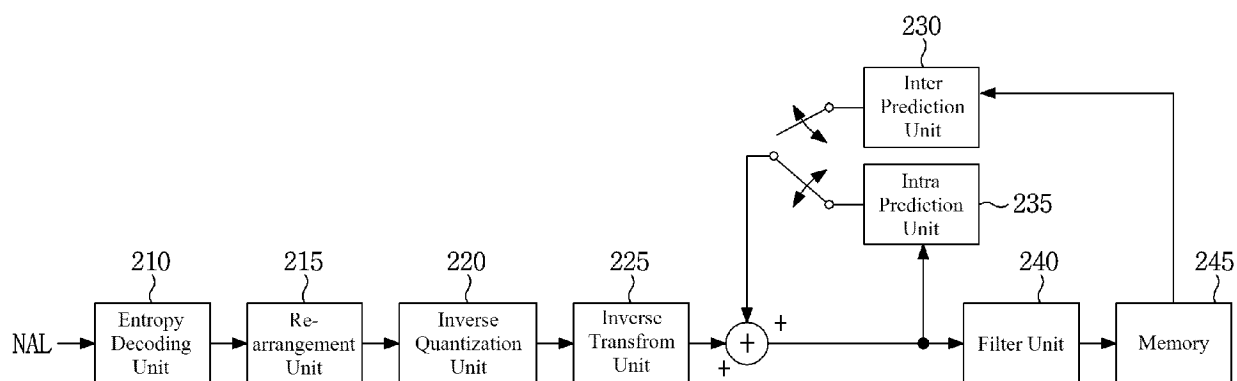 230
Inter
Prediction
Unit
Intra
Prediction
Unit
235
210
215
220
225
240
245
NAL
Entropy
Decoding
Unit
Re-
arrangement
Unit
Inverse
Quantization
Unit
Inverse
Transfrom
Unit
+
+
+
Filter Unit
Memory